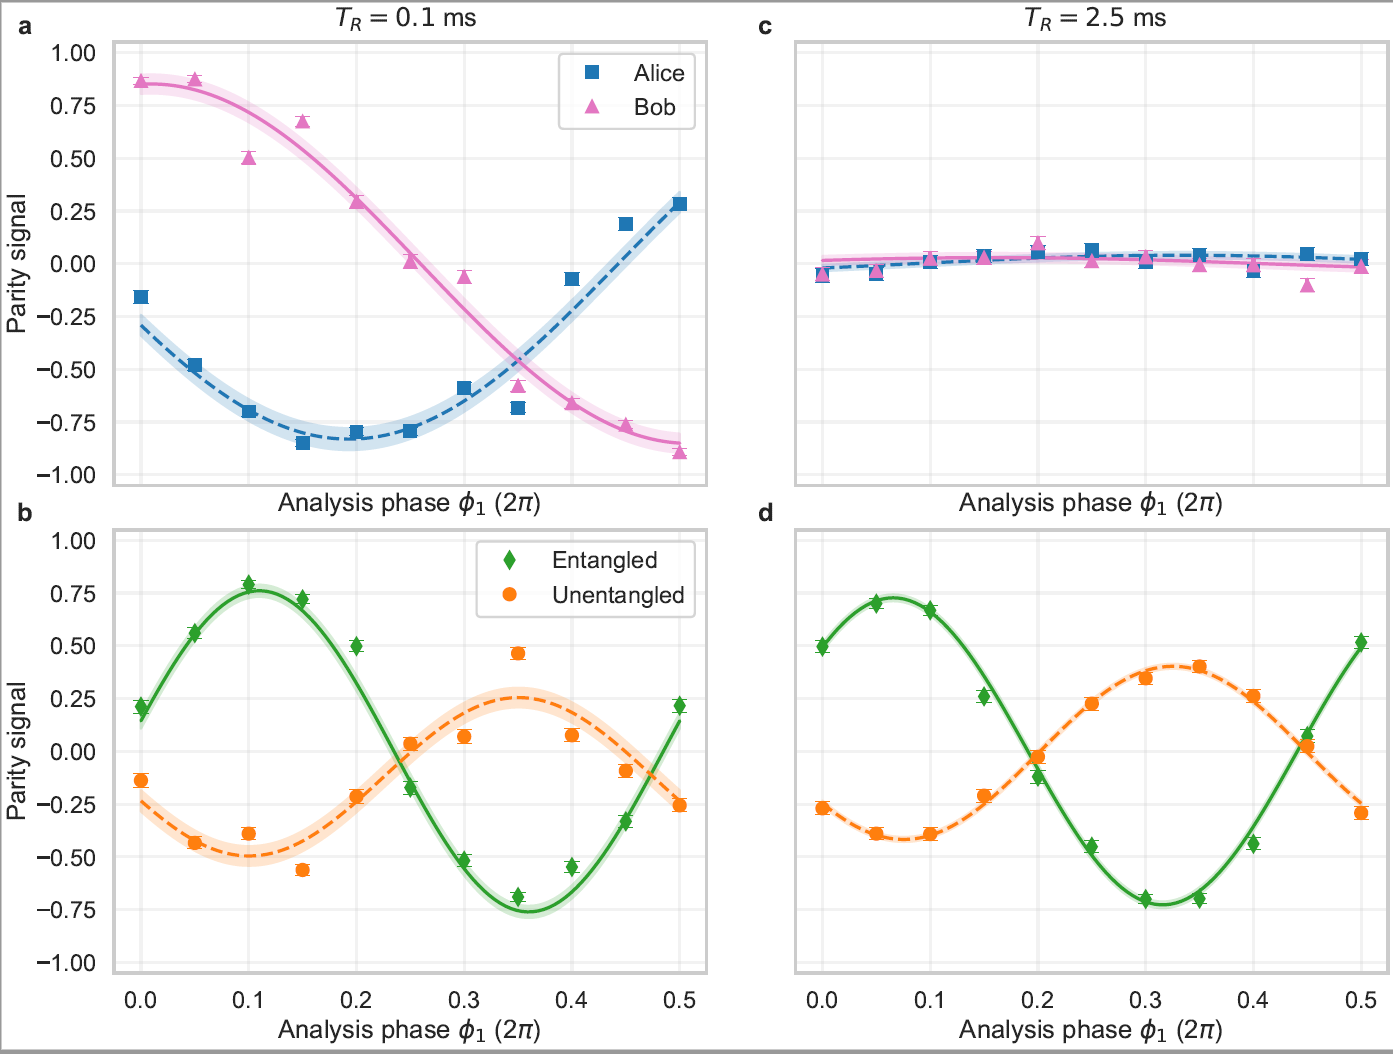 a
T_R = 0.1 ms
1.00
0.75
0.50
0.25
0.00
−0.25
−0.50
−0.75
−1.00
Parity signal
Alice
Bob
Analysis phase ϕ₁ (2π)
c
T_R = 2.5 ms
Analysis phase ϕ₁ (2π)
b
1.00
0.75
0.50
0.25
0.00
−0.25
−0.50
−0.75
−1.00
Parity signal
Entangled
Unentangled
0.0 0.1 0.2 0.3 0.4 0.5
Analysis phase ϕ₁ (2π)
d
0.0 0.1 0.2 0.3 0.4 0.5
Analysis phase ϕ₁ (2π)